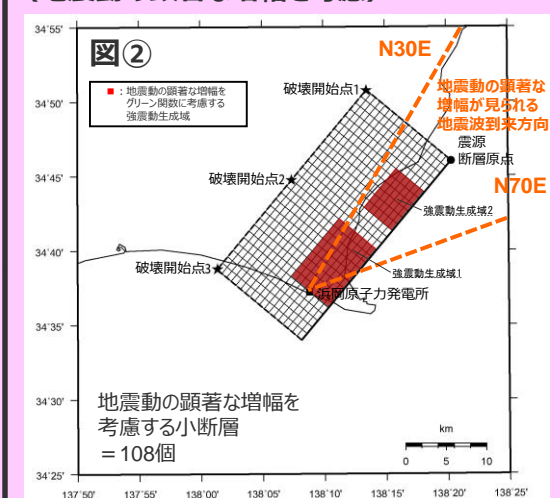 図②
■：地震動の顕著な増幅を
グリーン関数に考慮する
強震動生成域
N30E
地震動の顕著な
増幅が見られる
地震波到来方向
N70E
破壊開始点1
破壊開始点2
破壊開始点3
震源
断層原点
強震動生成域2
強震動生成域1
浜岡原子力発電所
地震動の顕著な増幅を
考慮する小断層
＝108個
km
0 5 10
34˚55'
34˚50'
34˚45'
34˚40'
34˚35'
34˚30'
34˚25'
137˚50' 137˚55' 138˚00' 138˚05' 138˚10' 138˚15' 138˚20' 138˚25'